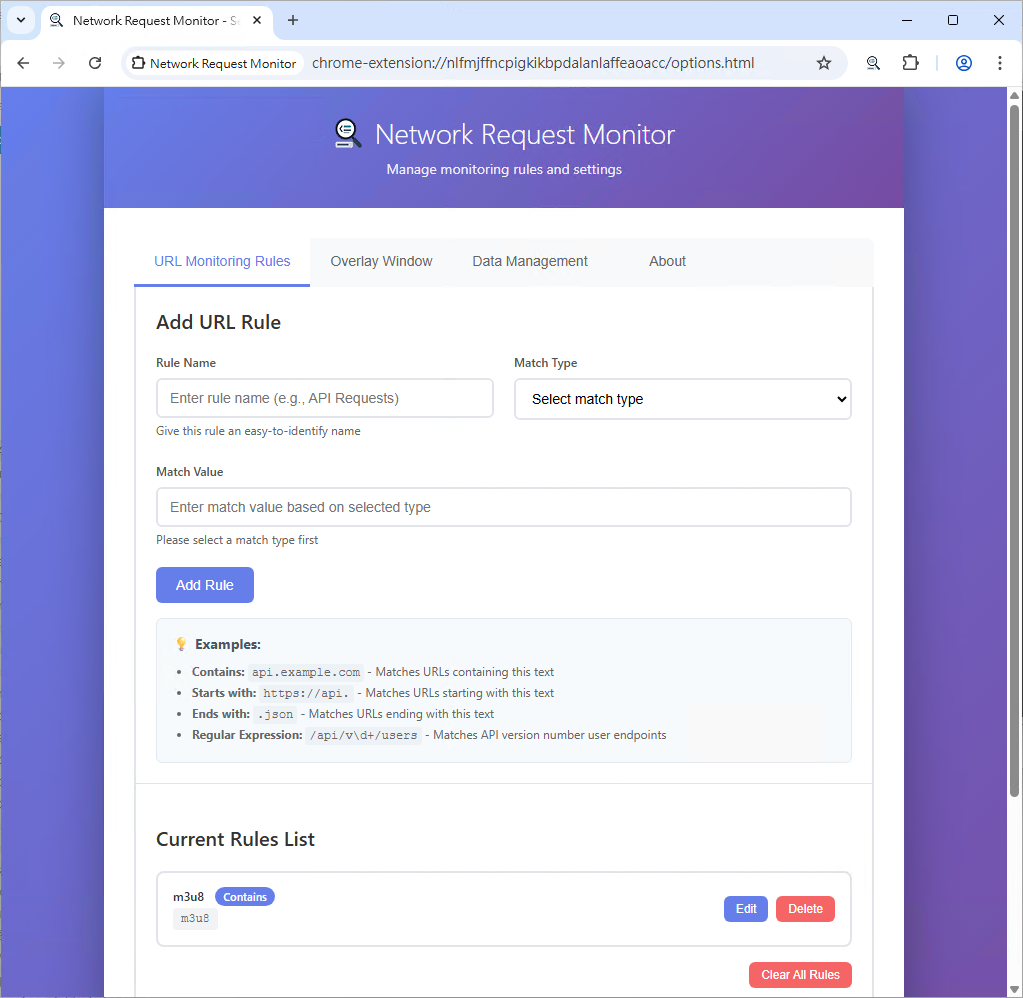 Network Request Monitor - Se
Network Request Monitor
chrome-extension://nlfmjffncpigkikbpdalanlaffeaoacc/options.html
Network Request Monitor
Manage monitoring rules and settings
URL Monitoring Rules
Overlay Window
Data Management
About
Add URL Rule
Rule Name
Match Type
Enter rule name (e.g., API Requests)
Select match type
Give this rule an easy-to-identify name
Match Value
Enter match value based on selected type
Please select a match type first
Add Rule
Examples:
• Contains: api.example.com - Matches URLs containing this text
• Starts with: https://api. - Matches URLs starting with this text
• Ends with: .json - Matches URLs ending with this text
• Regular Expression: /api/v\d+/users - Matches API version number user endpoints
Current Rules List
m3u8 Contains
m3u8
Edit
Delete
Clear All Rules